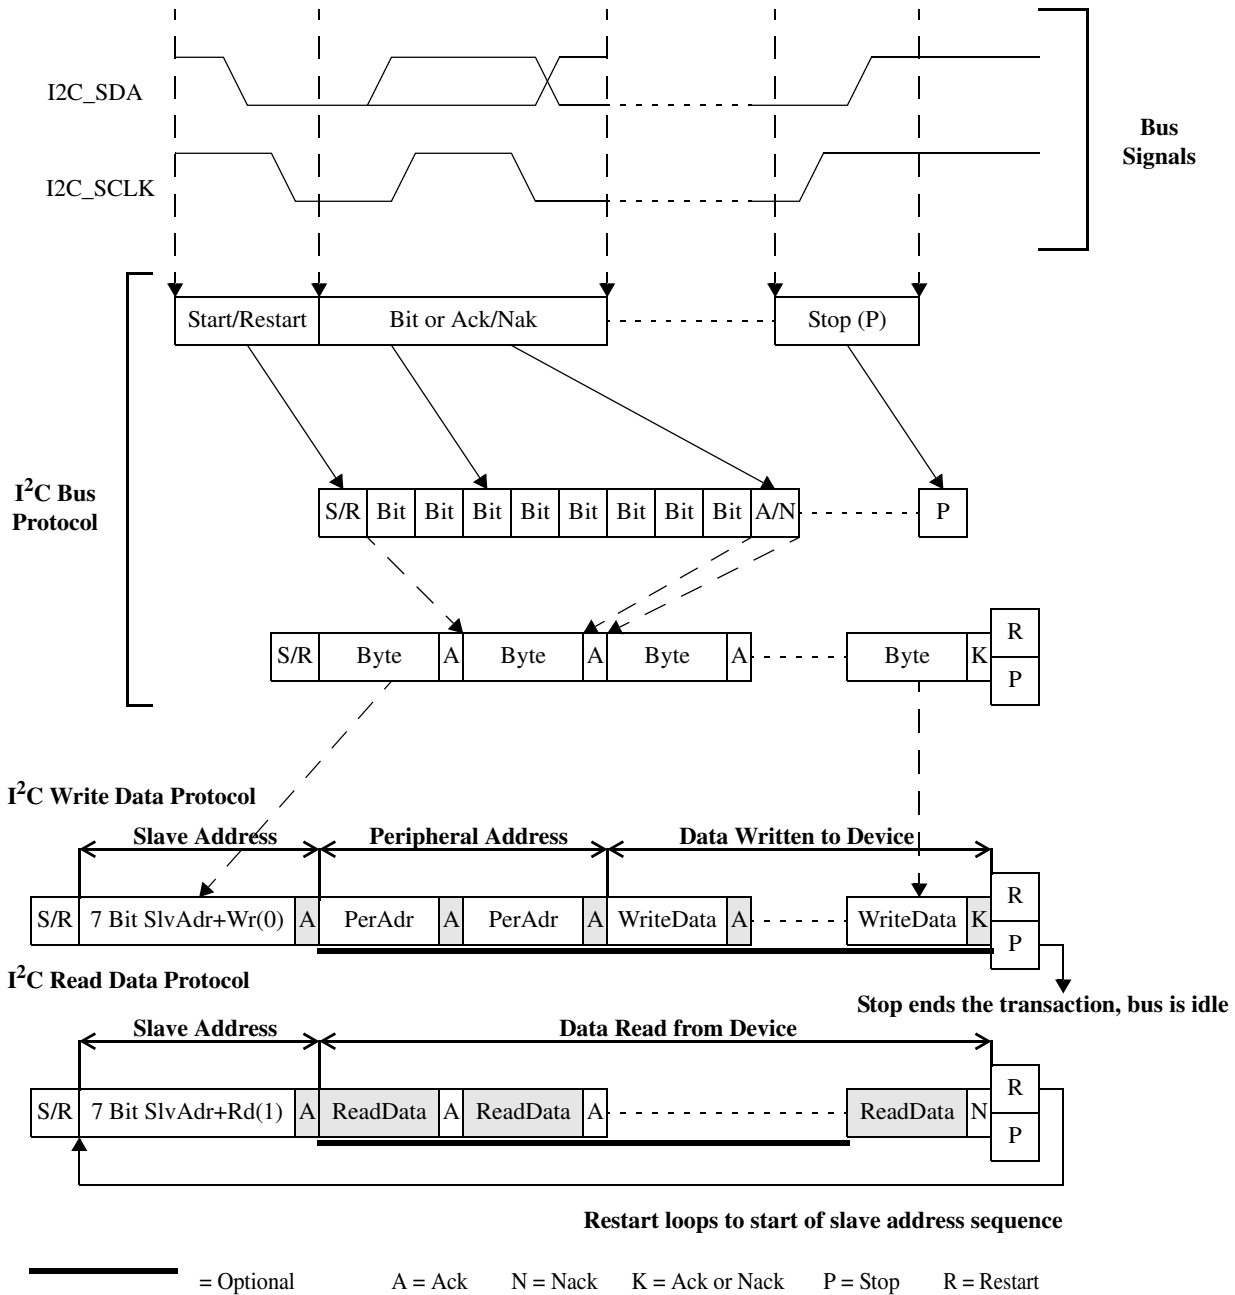 I2C_SDA
Bus
Signals
I2C_SCLK
Start/Restart Bit or Ack/Nak Stop (P)
I²C Bus
Protocol
S/R Bit Bit Bit Bit Bit Bit Bit Bit A/N P
R
S/R Byte A Byte A Byte A Byte K
P
I²C Write Data Protocol
Slave Address Peripheral Address Data Written to Device
R
S/R 7 Bit SlvAdr+Wr(0) A PerAdr A PerAdr A WriteData A WriteData K
P
I²C Read Data Protocol
Stop ends the transaction, bus is idle
Slave Address Data Read from Device
R
S/R 7 Bit SlvAdr+Rd(1) A ReadData A ReadData A ReadData N
P
Restart loops to start of slave address sequence
= Optional A = Ack N = Nack K = Ack or Nack P = Stop R = Restart